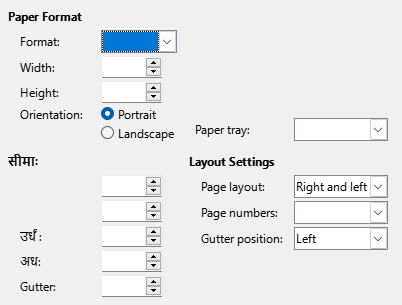 Paper Format
Format:
Width:
Height:
Orientation:
Portrait
Landscape
Paper tray:
सीमाः
Layout Settings
Page layout:
Right and left
Page numbers:
उर्धं :
Gutter position:
Left
अधः
Gutter: